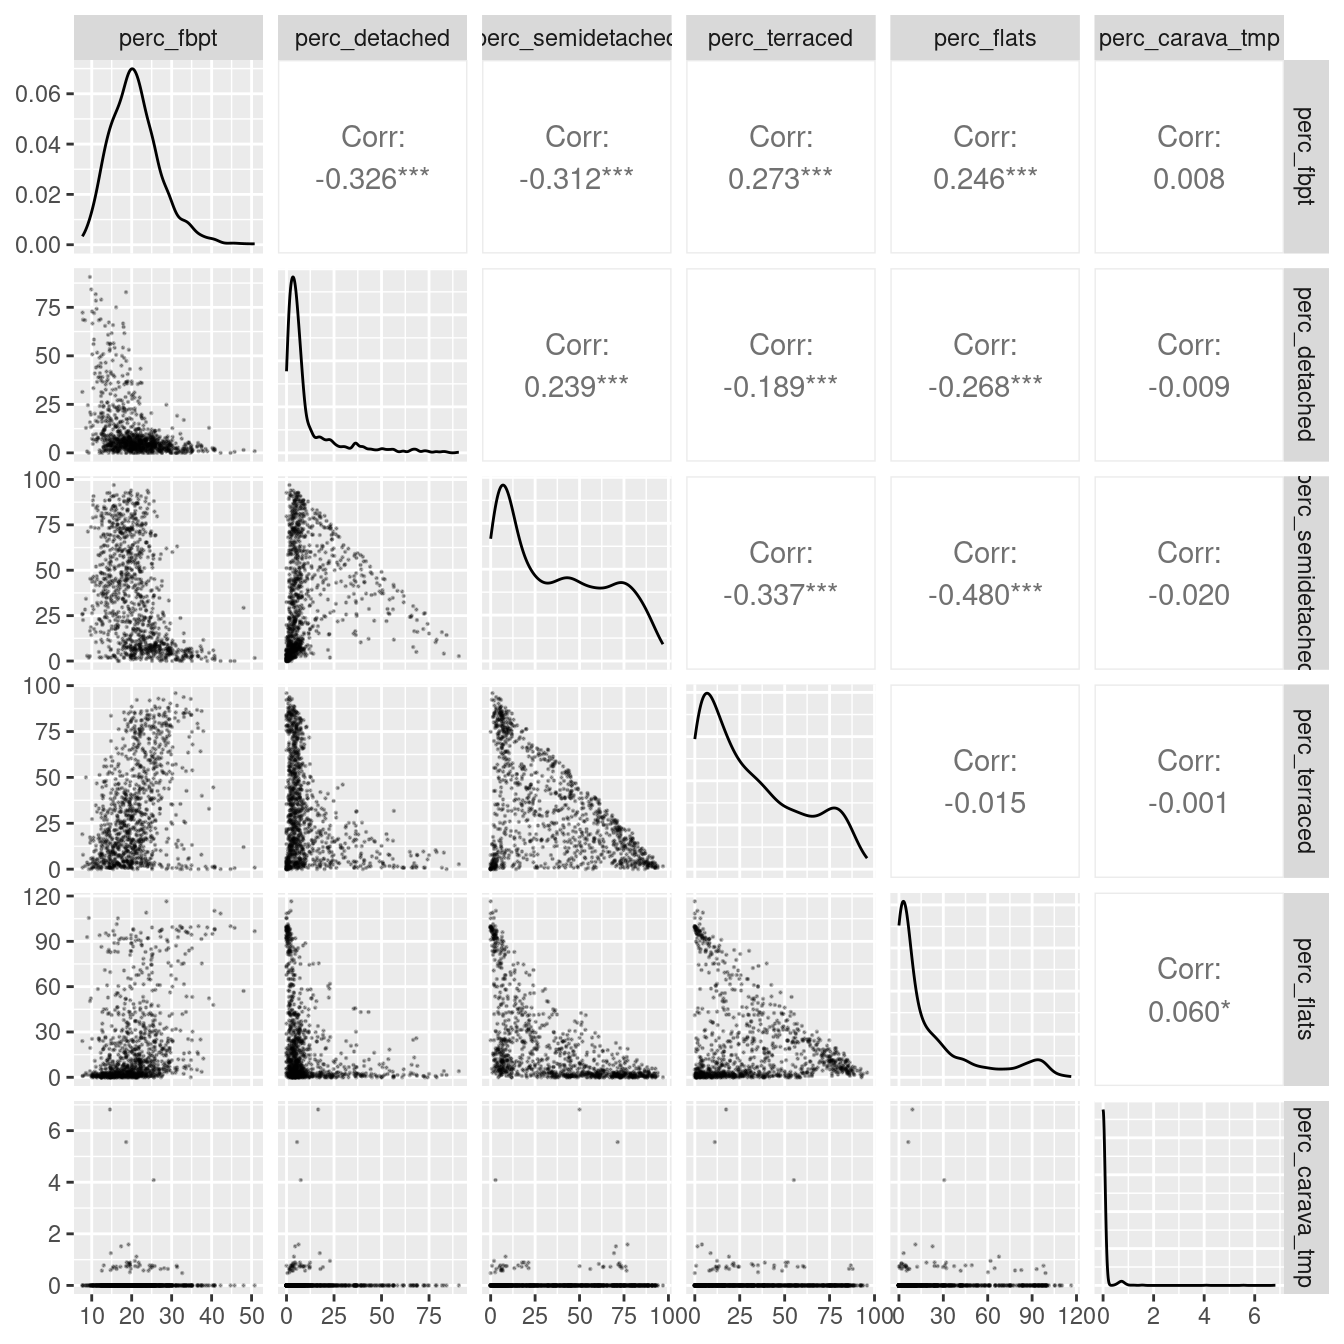 perc_fbpt perc_detached perc_semidetached perc_terraced perc_flats perc_carava_tmp
0.06
0.04
0.02
0.00
Corr:
-0.326***
Corr:
-0.312***
Corr:
0.273***
Corr:
0.246***
Corr:
0.008
perc_fbpt
75
50
25
0
Corr:
0.239***
Corr:
-0.189***
Corr:
-0.268***
Corr:
-0.009
perc_detached
100
75
50
25
0
Corr:
-0.337***
Corr:
-0.480***
Corr:
-0.020
perc_semidetached
100
75
50
25
0
Corr:
-0.015
Corr:
-0.001
perc_terraced
120
90
60
30
0
Corr:
0.060*
perc_flats
6
4
2
0
perc_carava_tmp
10 20 30 40 50 0 25 50 75 0 25 50 75 100 0 25 50 75 100 0 30 60 90 120 0 2 4 6